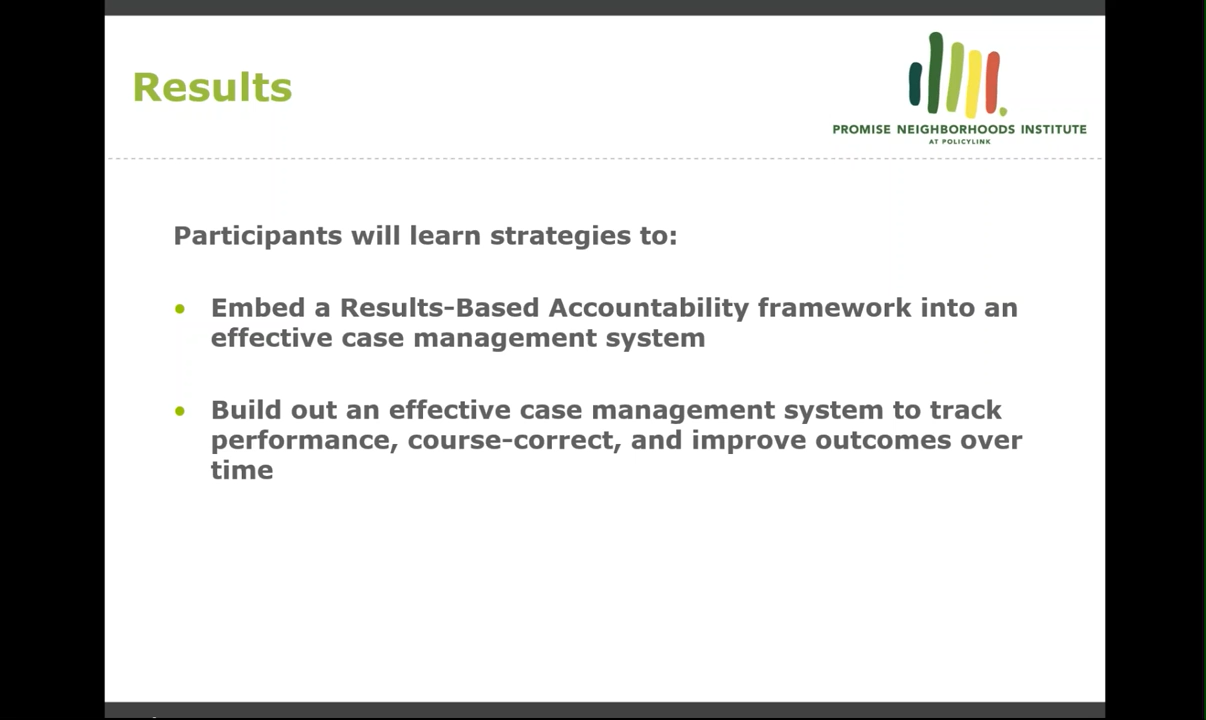 Results
PROMISE NEIGHBORHOODS INSTITUTE
AT POLICYLINK
Participants will learn strategies to:
• Embed a Results-Based Accountability framework into an
effective case management system
• Build out an effective case management system to track
performance, course-correct, and improve outcomes over
time